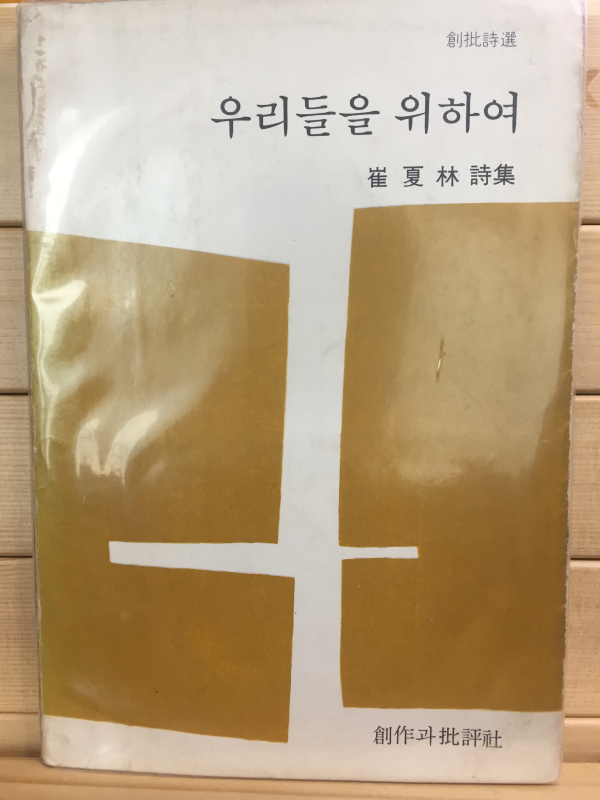 創批詩選
우리들을 위하여
崔夏林 詩集
創作과批評社